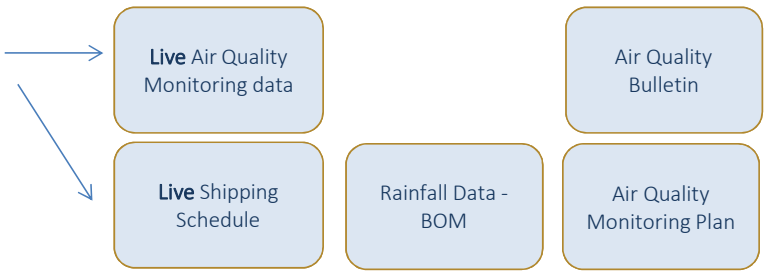 Live Air Quality
Monitoring data
Air Quality
Bulletin
Live Shipping
Schedule
Rainfall Data -
BOM
Air Quality
Monitoring Plan